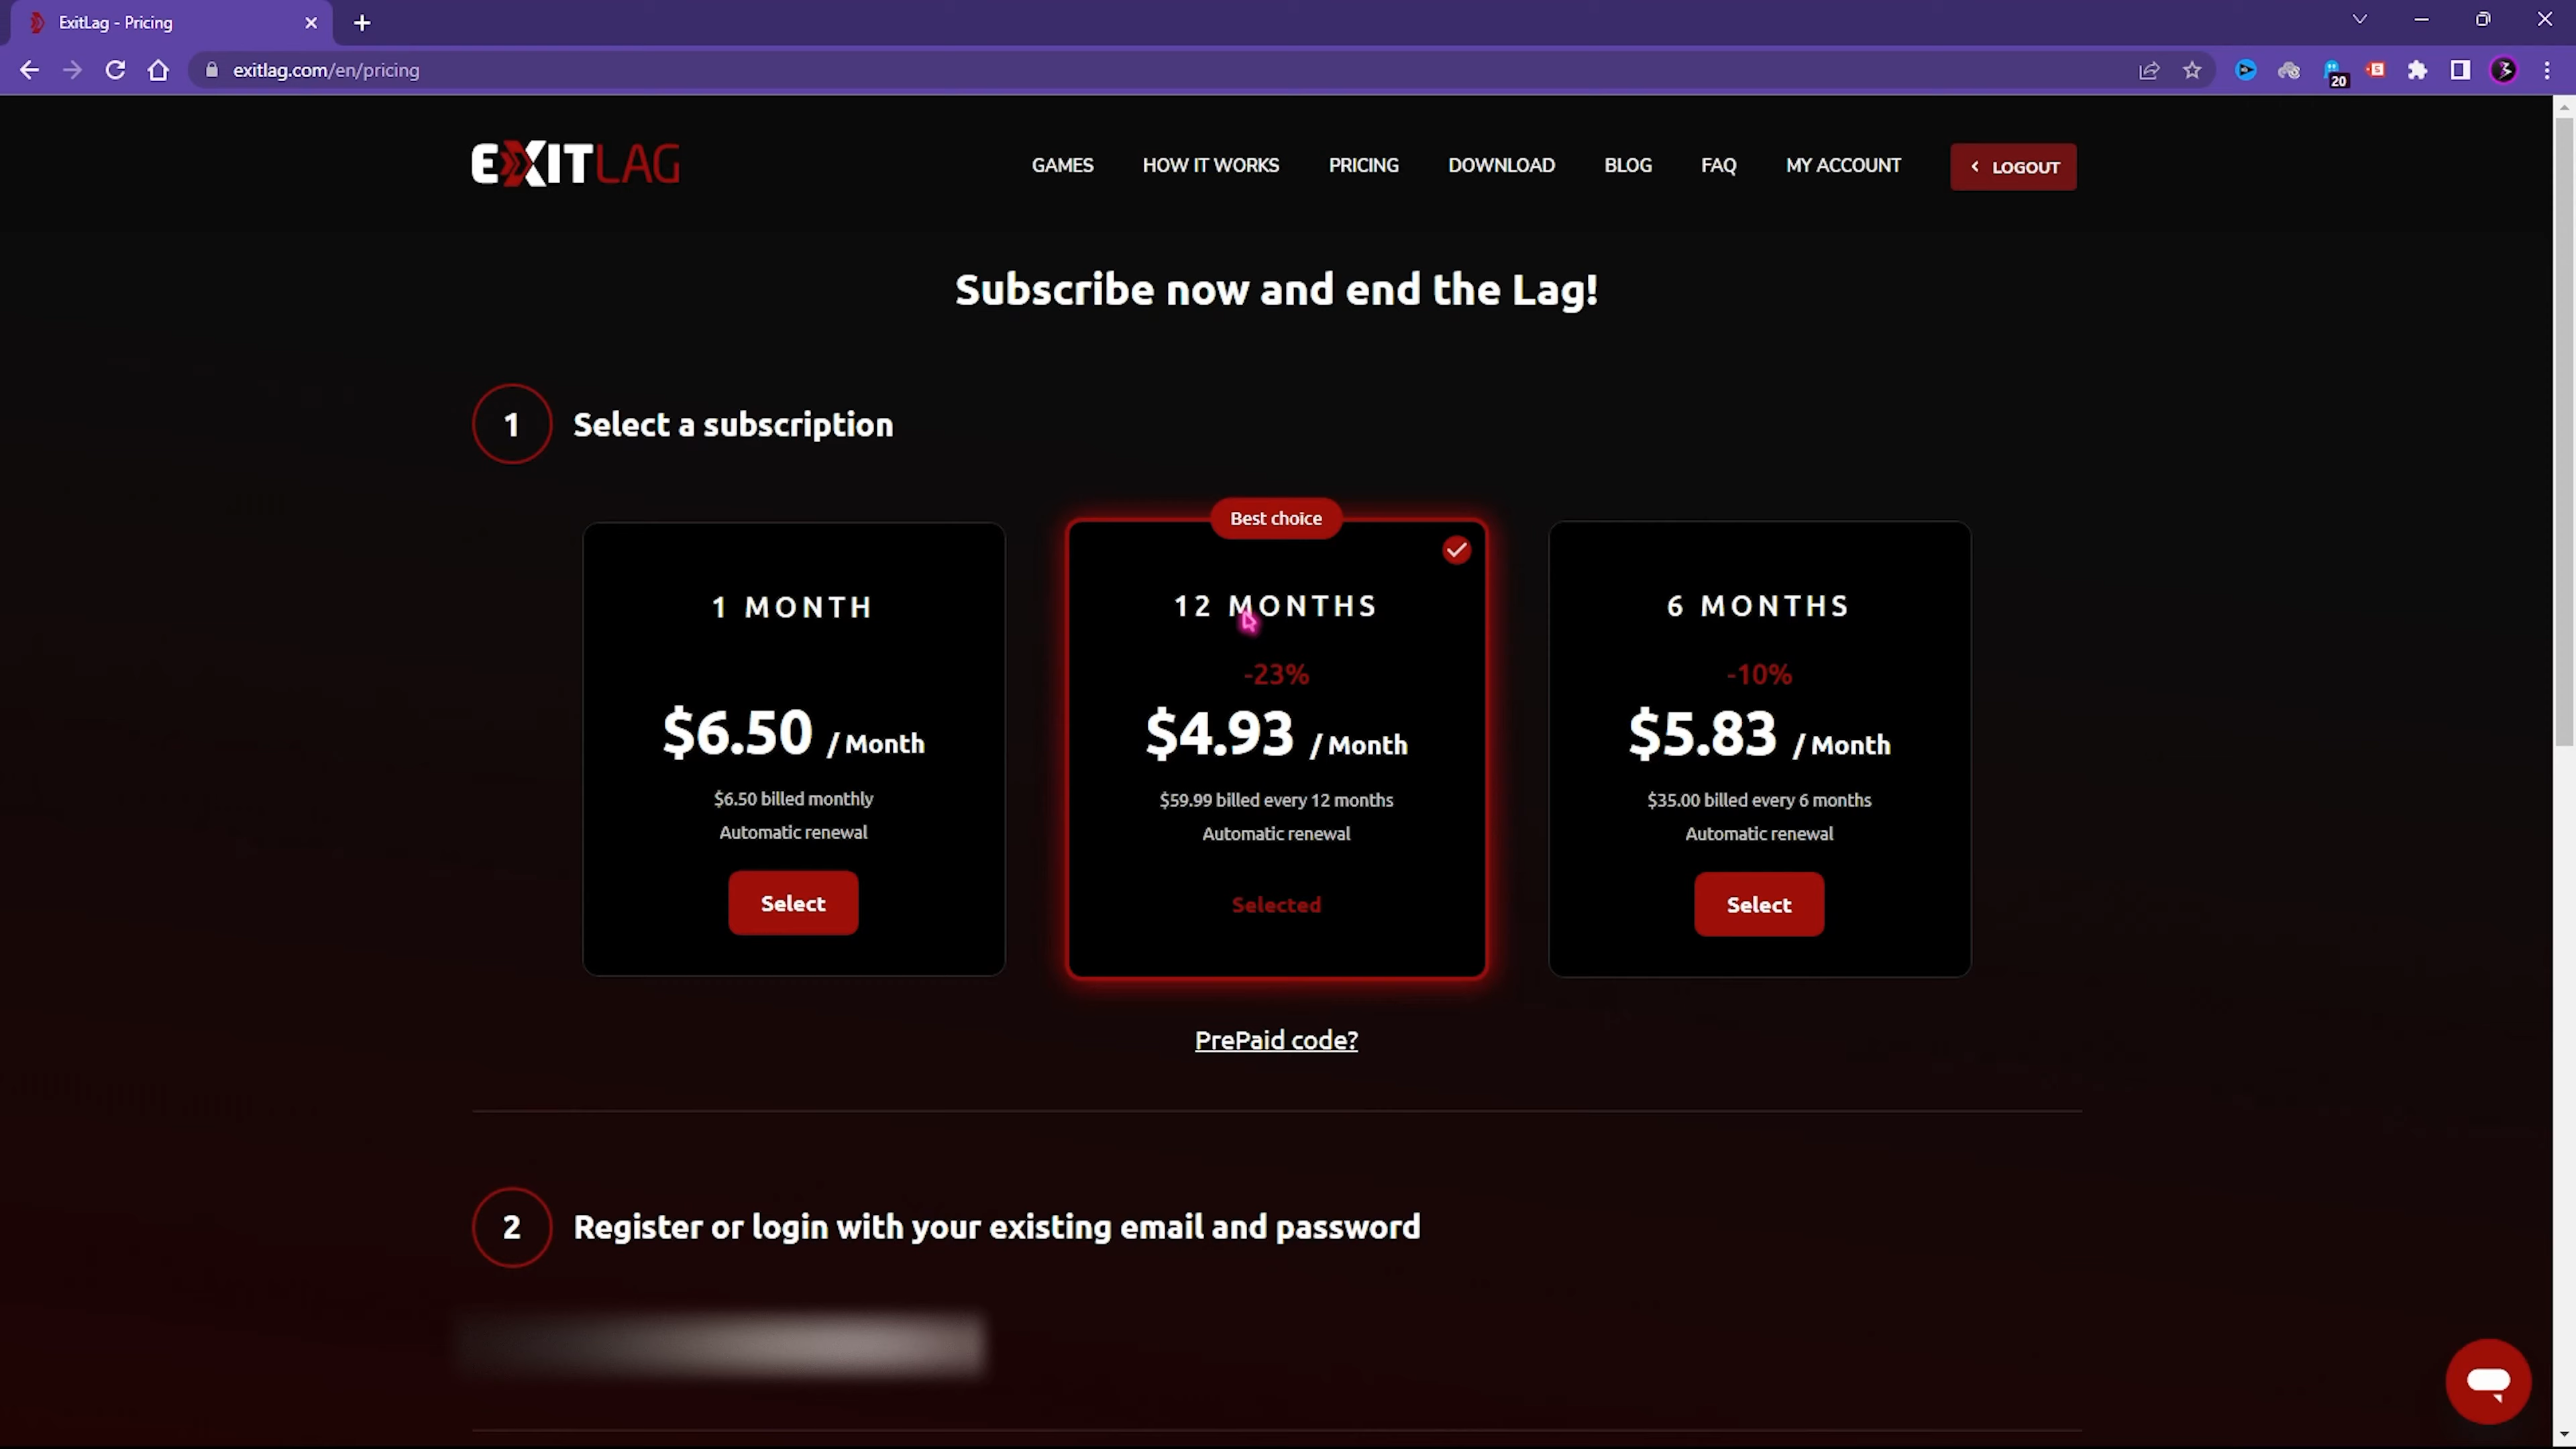 ExitLag - Pricing
exitlag.com/en/pricing
20
EXITLAG
GAMES
HOW IT WORKS
PRICING
DOWNLOAD
BLOG
FAQ
MY ACCOUNT
LOGOUT
Subscribe now and end the Lag!
1
Select a subscription
1 MONTH
$6.50 / Month
$6.50 billed monthly
Automatic renewal
Select
Best choice
12 MONTHS
-23%
$4.93 / Month
$59.99 billed every 12 months
Automatic renewal
Selected
6 MONTHS
-10%
$5.83 / Month
$35.00 billed every 6 months
Automatic renewal
Select
PrePaid code?
2
Register or login with your existing email and password